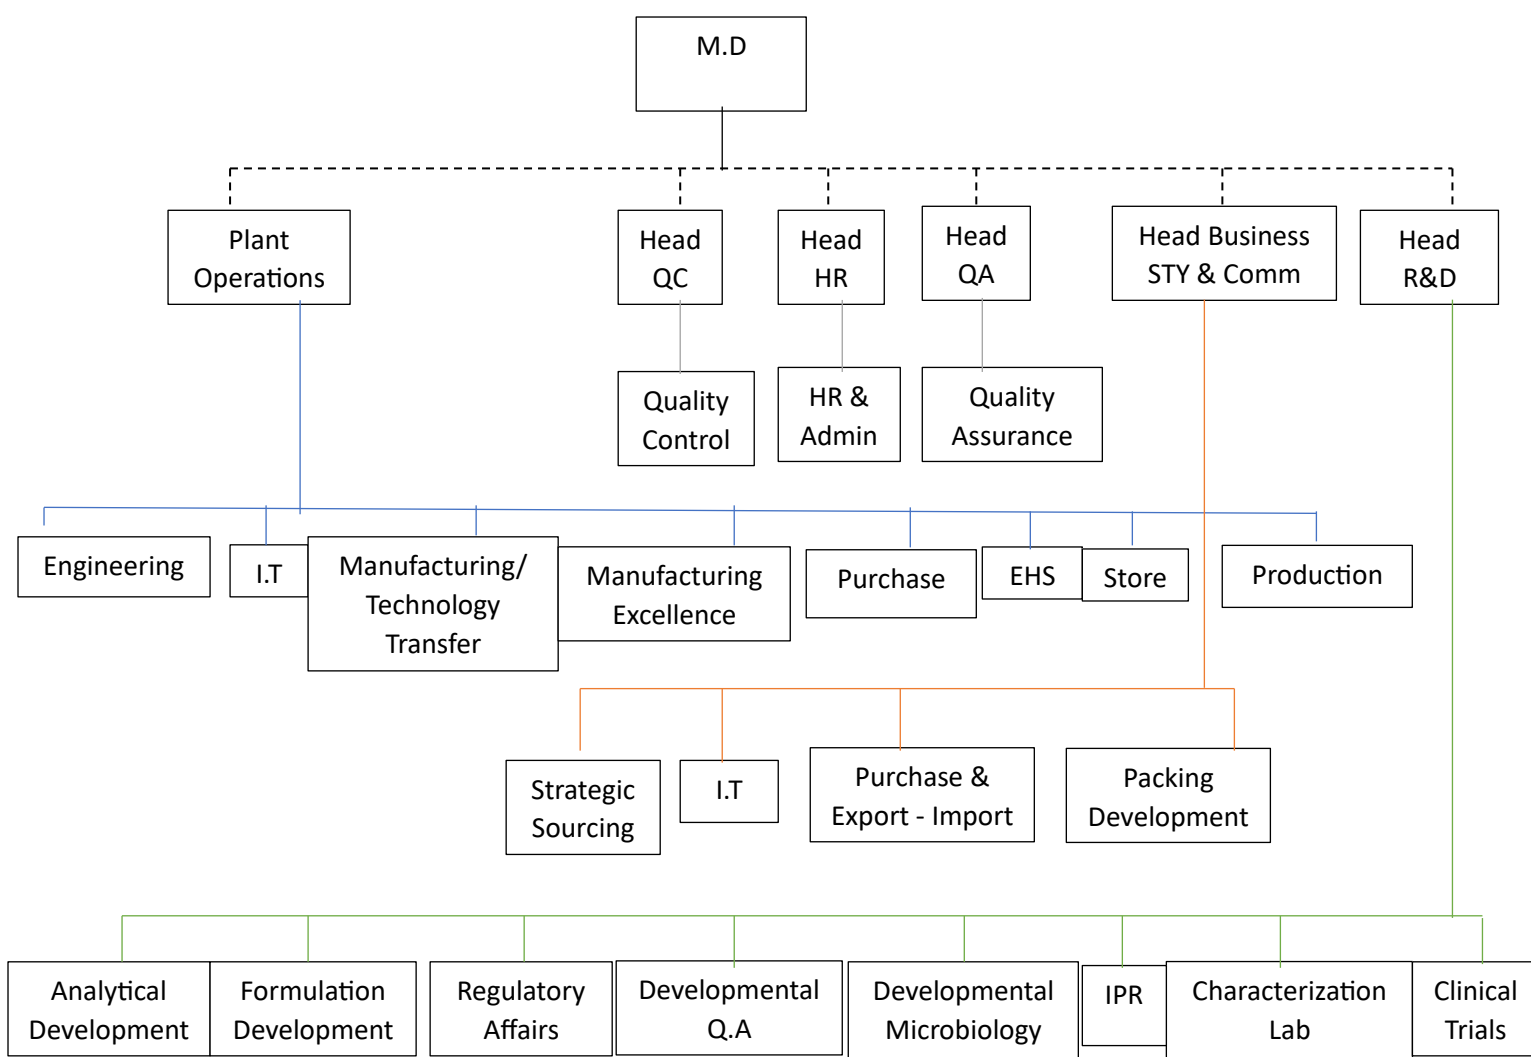 M.D
Plant
Operations
Head
QC
Head
HR
Head
QA
Head Business
STY & Comm
Head
R&D
Quality
Control
HR &
Admin
Quality
Assurance
Engineering
I.T
Manufacturing/
Technology
Transfer
Manufacturing
Excellence
Purchase
EHS
Store
Production
Strategic
Sourcing
I.T
Purchase &
Export - Import
Packing
Development
Analytical
Development
Formulation
Development
Regulatory
Affairs
Developmental
Q.A
Developmental
Microbiology
IPR
Characterization
Lab
Clinical
Trials